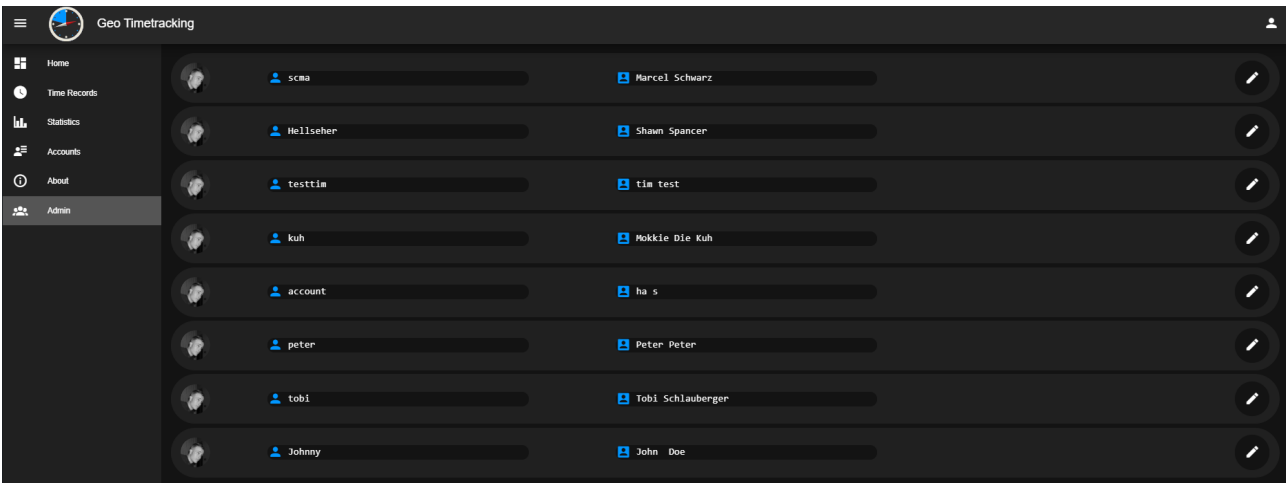 Geo Timetracking
Home
Time Records
Statistics
Accounts
About
Admin
scma Marcel Schwarz
Hellseher Shawn Spancer
testtim tim test
kuh Mokkie Die Kuh
account ha s
peter Peter Peter
tobi Tobi Schlauberger
Johnny John  Doe